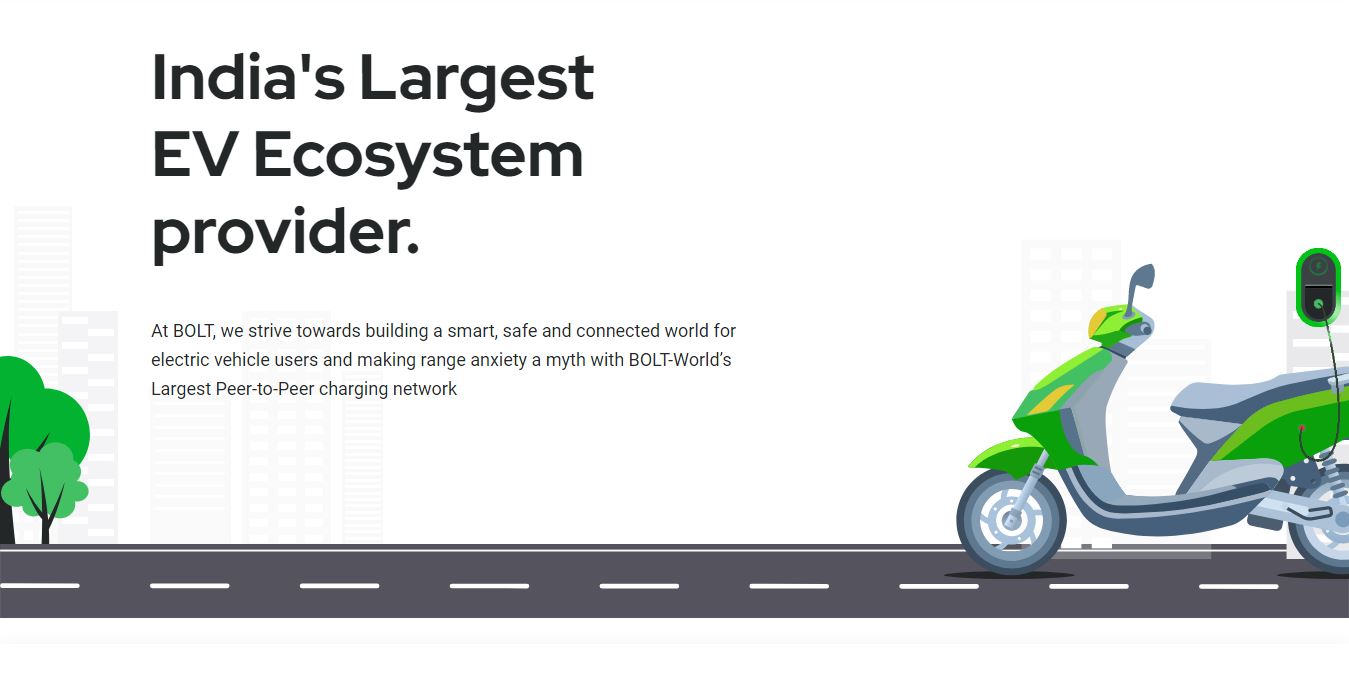 India's Largest
EV Ecosystem
provider.
At BOLT, we strive towards building a smart, safe and connected world for
electric vehicle users and making range anxiety a myth with BOLT-World’s
Largest Peer-to-Peer charging network